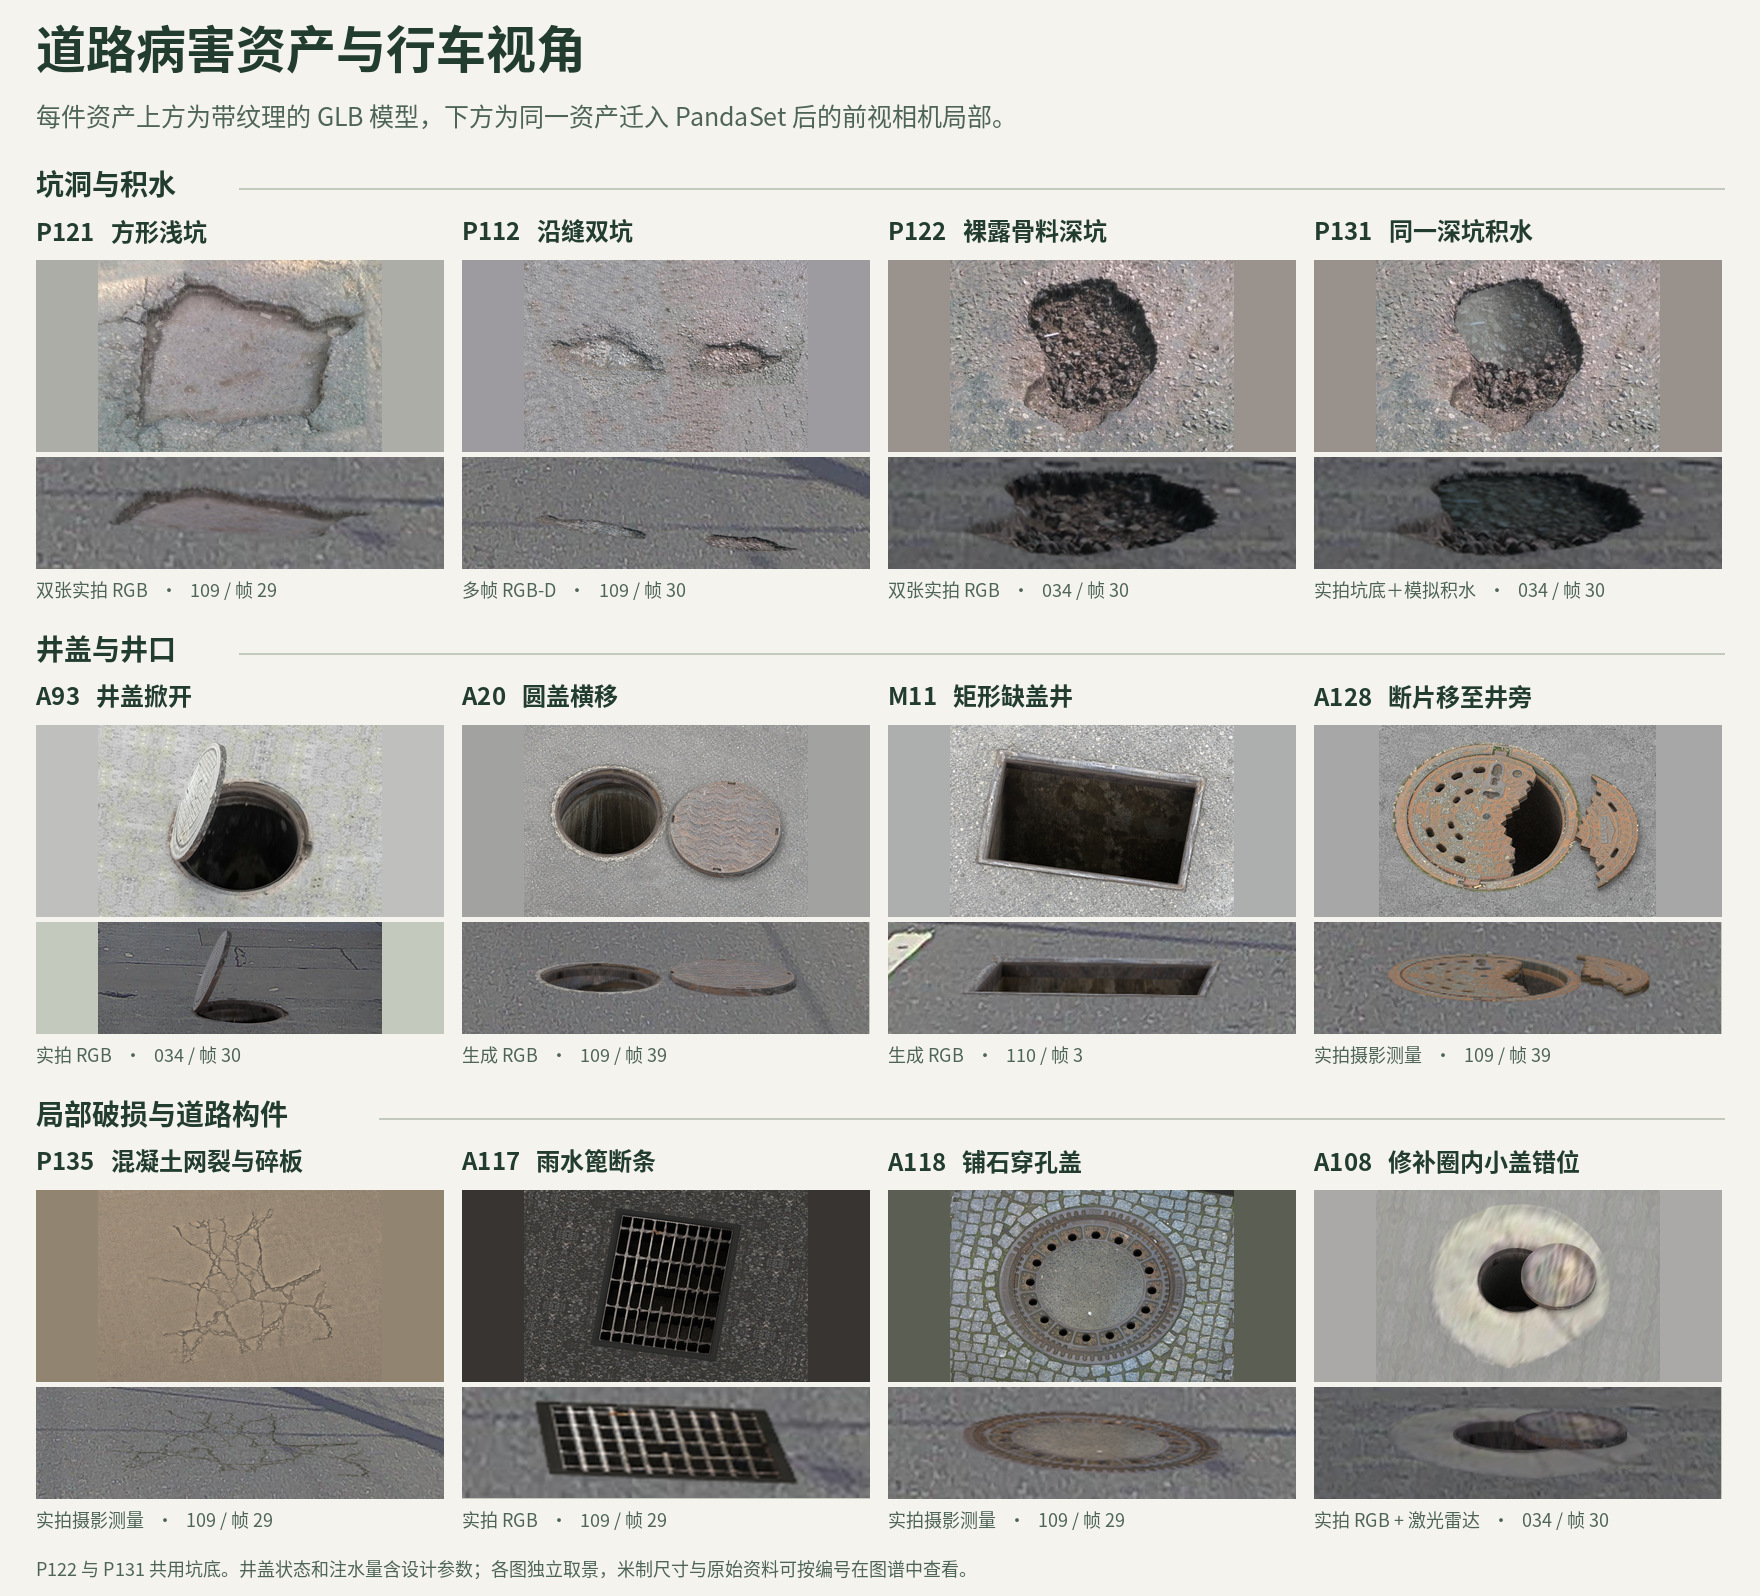 道路病害资产与行车视角
每件资产上方为带纹理的 GLB 模型，下方为同一资产迁入 PandaSet 后的前视相机局部。
坑洞与积水
P121 方形浅坑
P112 沿缝双坑
P122 裸露骨料深坑
P131 同一深坑积水
双张实拍 RGB · 109 / 帧 29
多帧 RGB-D · 109 / 帧 30
双张实拍 RGB · 034 / 帧 30
实拍坑底＋模拟积水 · 034 / 帧 30
井盖与井口
A93 井盖掀开
A20 圆盖横移
M11 矩形缺盖井
A128 断片移至井旁
实拍 RGB · 034 / 帧 30
生成 RGB · 109 / 帧 39
生成 RGB · 110 / 帧 3
实拍摄影测量 · 109 / 帧 39
局部破损与道路构件
P135 混凝土网裂与碎板
A117 雨水篦断条
A118 铺石穿孔盖
A108 修补圈内小盖错位
实拍摄影测量 · 109 / 帧 29
实拍 RGB · 109 / 帧 29
实拍摄影测量 · 109 / 帧 29
实拍 RGB + 激光雷达 · 034 / 帧 30
P122 与 P131 共用坑底。井盖状态和注水量含设计参数；各图独立取景，米制尺寸与原始资料可按编号在图谱中查看。